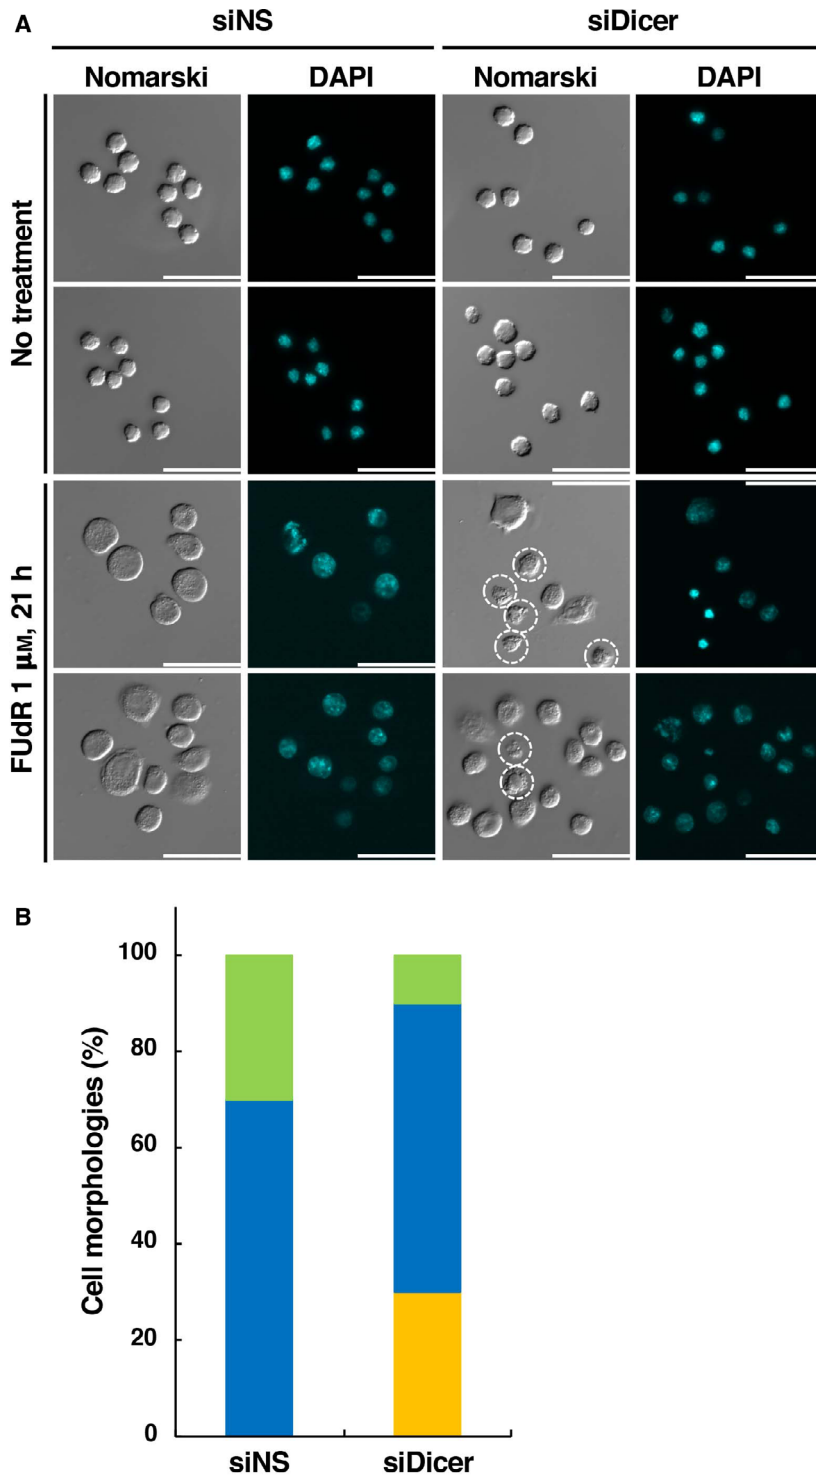 A
siNS siDicer
Nomarski DAPI Nomarski DAPI
No treatment
FUdR 1 μM, 21 h
B
Cell morphologies (%)
100
80
60
40
20
0
siNS siDicer